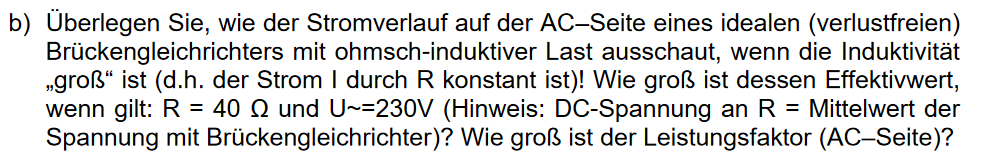 b) Überlegen Sie, wie der Stromverlauf auf der AC–Seite eines idealen (verlustfreien)
Brückengleichrichters mit ohmsch-induktiver Last ausschaut, wenn die Induktivität
„groß“ ist (d.h. der Strom I durch R konstant ist)! Wie groß ist dessen Effektivwert,
wenn gilt: R = 40 Ω und U~=230V (Hinweis: DC-Spannung an R = Mittelwert der
Spannung mit Brückengleichrichter)? Wie groß ist der Leistungsfaktor (AC–Seite)?